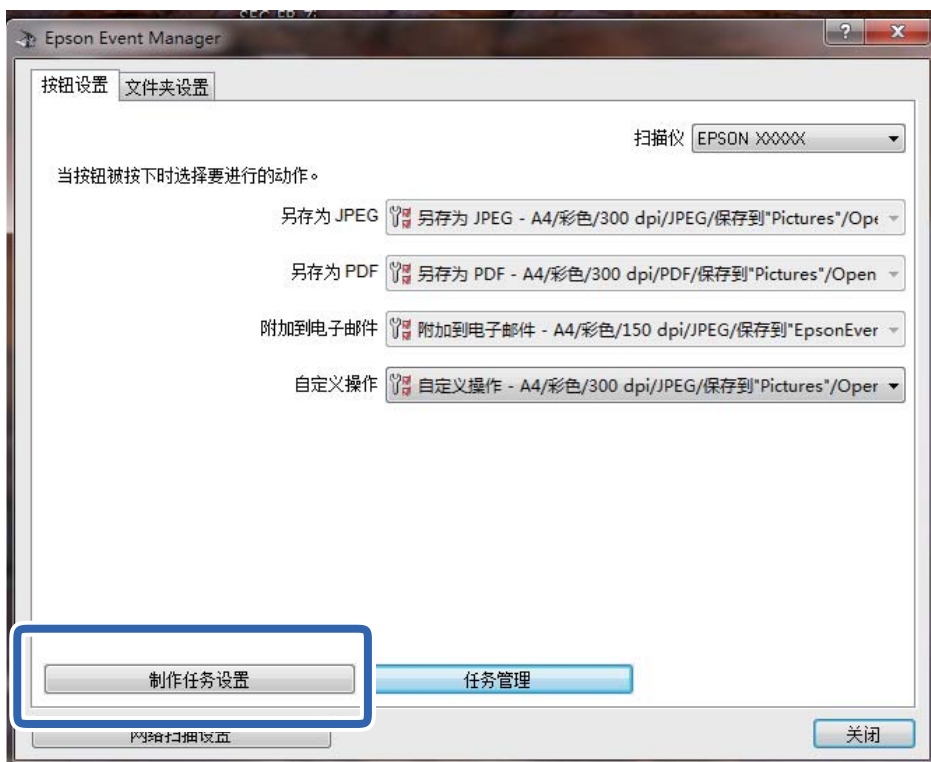 Epson Event Manager
按钮设置 文件夹设置
扫描仪 EPSON XXXXX
当按钮被按下时选择要进行的动作。
另存为 JPEG 另存为 JPEG - A4/彩色/300 dpi/JPEG/保存到"Pictures"/Ope
另存为 PDF 另存为 PDF - A4/彩色/300 dpi/PDF/保存到"Pictures"/Open
附加到电子邮件 附加到电子邮件 - A4/彩色/150 dpi/JPEG/保存到"EpsonEver
自定义操作 自定义操作 - A4/彩色/300 dpi/JPEG/保存到"Pictures"/Oper
制作任务设置 任务管理
网络扫描设置 关闭